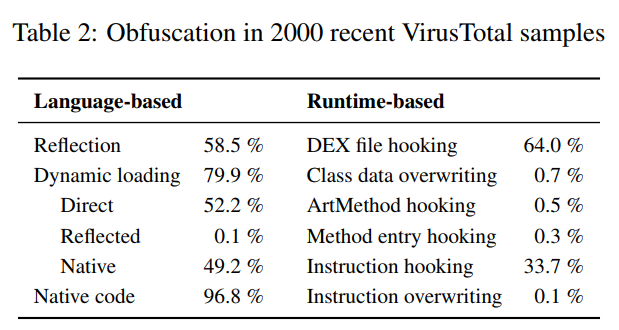 Table 2: Obfuscation in 2000 recent VirusTotal samples
Language-based Runtime-based
Reflection 58.5 % DEX file hooking 64.0 %
Dynamic loading 79.9 % Class data overwriting 0.7 %
Direct 52.2 % ArtMethod hooking 0.5 %
Reflected 0.1 % Method entry hooking 0.3 %
Native 49.2 % Instruction hooking 33.7 %
Native code 96.8 % Instruction overwriting 0.1 %